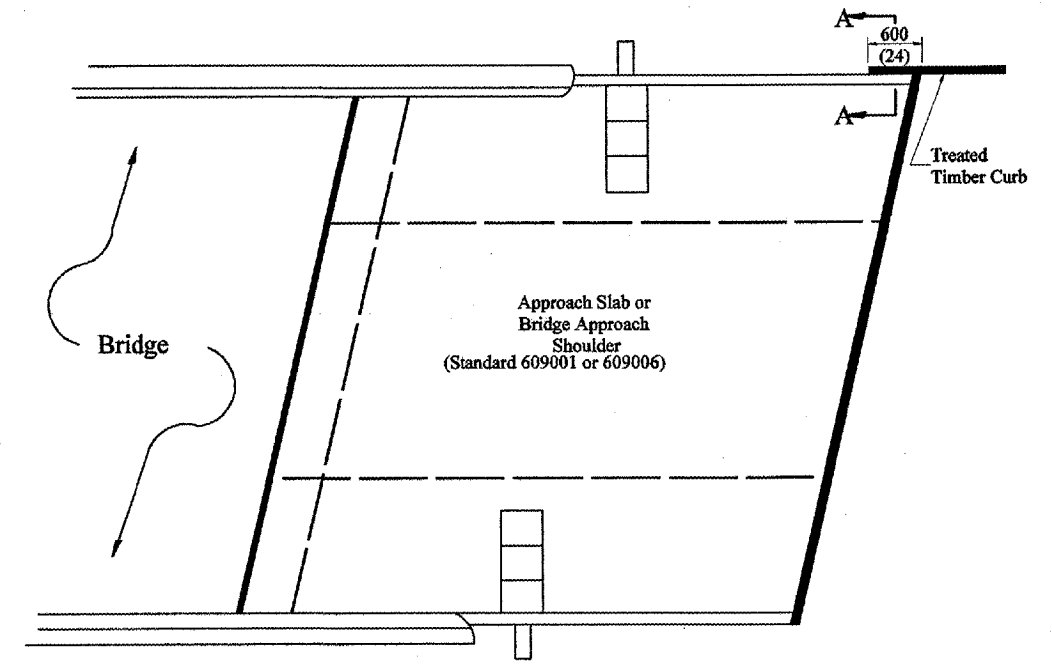 A
600
(24)
A
Treated
Timber Curb
Approach Slab or
Bridge Approach
Shoulder
(Standard 609001 or 609006)
Bridge